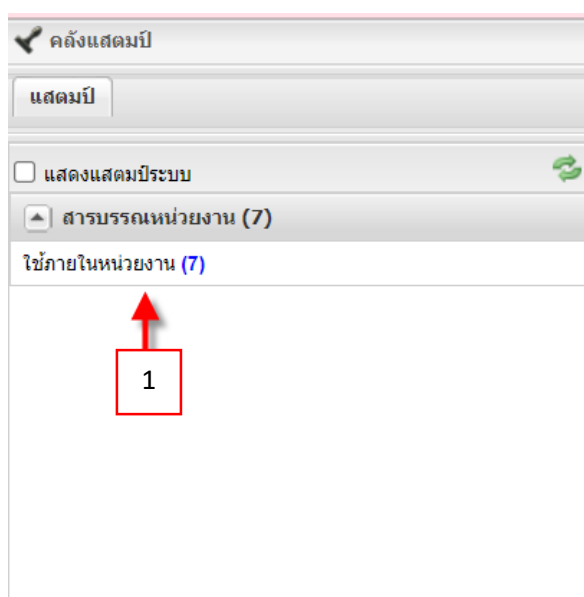 คลังแสตมป์
แสตมป์
แสดงแสตมป์ระบบ
สารบรรณหน่วยงาน (7)
ใช้ภายในหน่วยงาน (7)
1